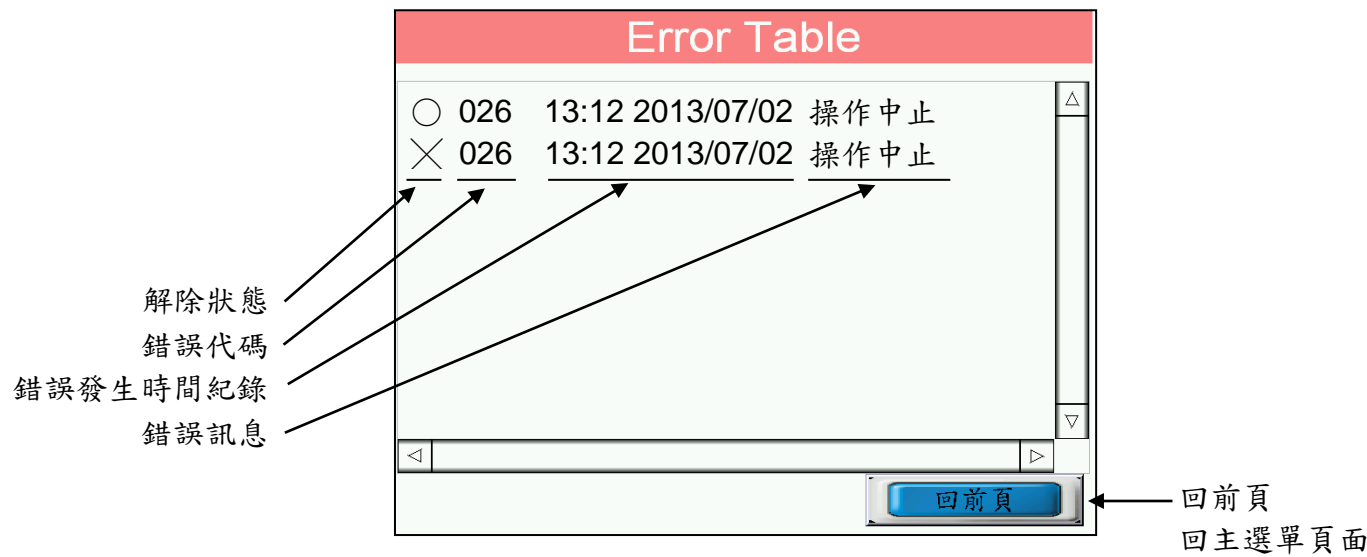 Error Table
○ 026 13:12 2013/07/02 操作中止
╳ 026 13:12 2013/07/02 操作中止
解除狀態
錯誤代碼
錯誤發生時間紀錄
錯誤訊息
回前頁
回前頁
回主選單頁面